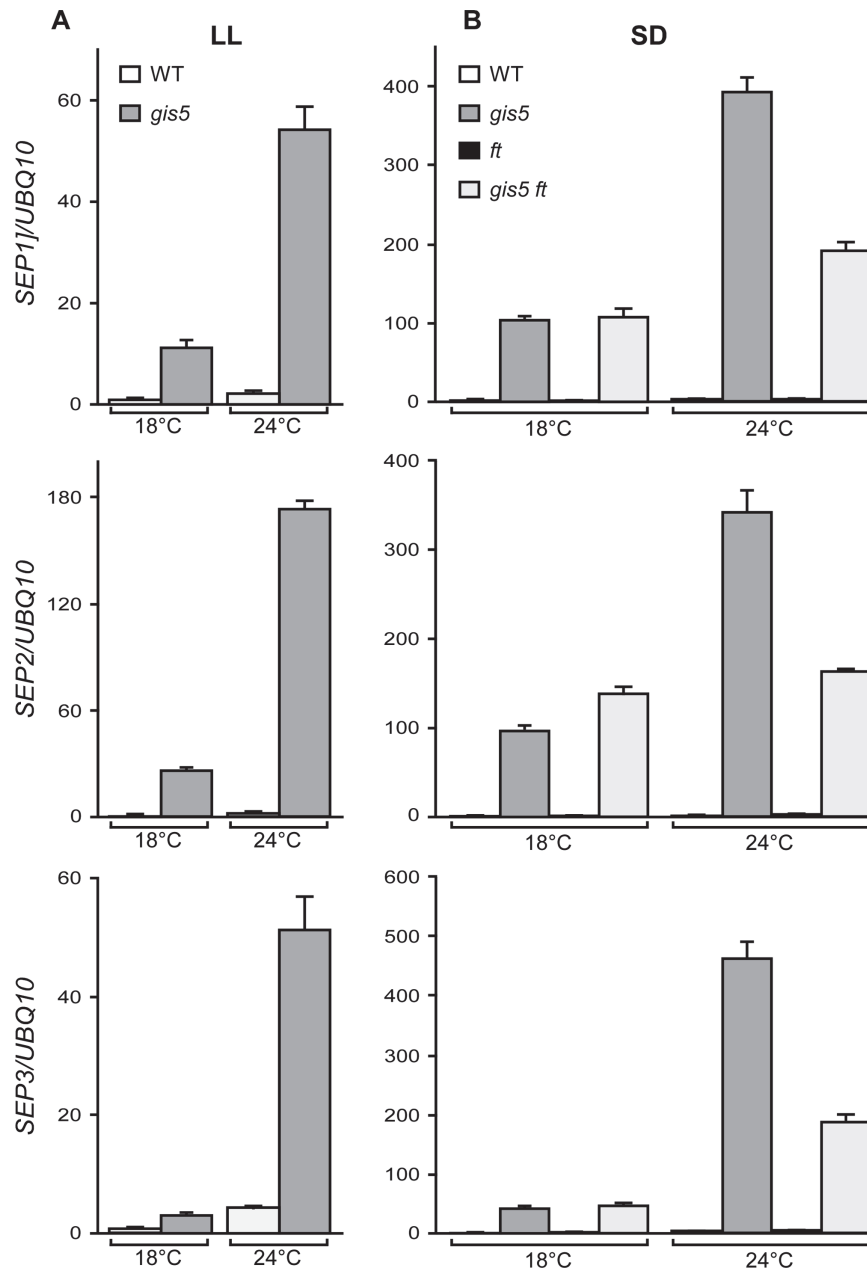 A
LL
WT
gis5
SEP1]/UBQ10
60
40
20
0
18°C
24°C
B
SD
WT
gis5
ft
gis5 ft
400
300
200
100
0
18°C
24°C
SEP2/UBQ10
180
120
60
0
18°C
24°C
400
300
200
100
0
18°C
24°C
SEP3/UBQ10
60
40
20
0
18°C
24°C
600
500
400
300
200
100
0
18°C
24°C